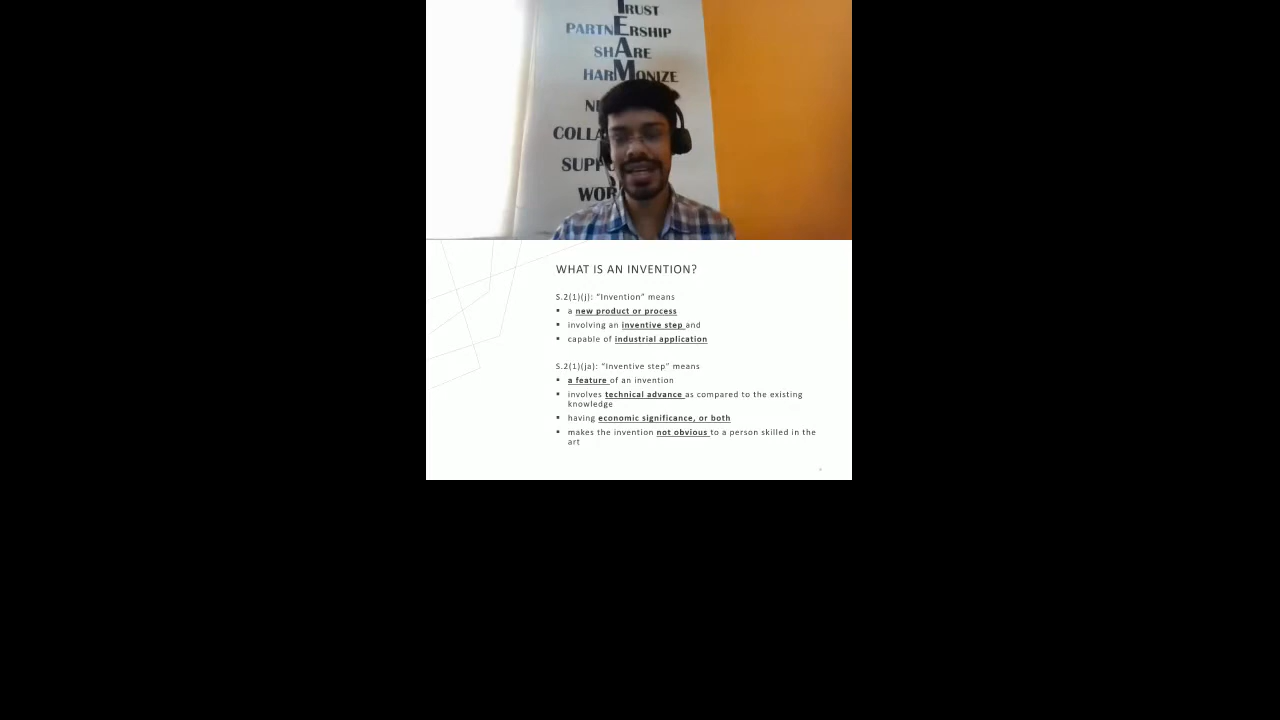 TRUST
PARTNERSHIP
SHARE
HARMONIZE
WHAT IS AN INVENTION?
S.2(1)(j): “Invention” means
▪ a new product or process
▪ involving an inventive step and
▪ capable of industrial application
S.2(1)(ja): “Inventive step” means
▪ a feature of an invention
▪ involves technical advance as compared to the existing
knowledge
▪ having economic significance, or both
▪ makes the invention not obvious to a person skilled in the
art